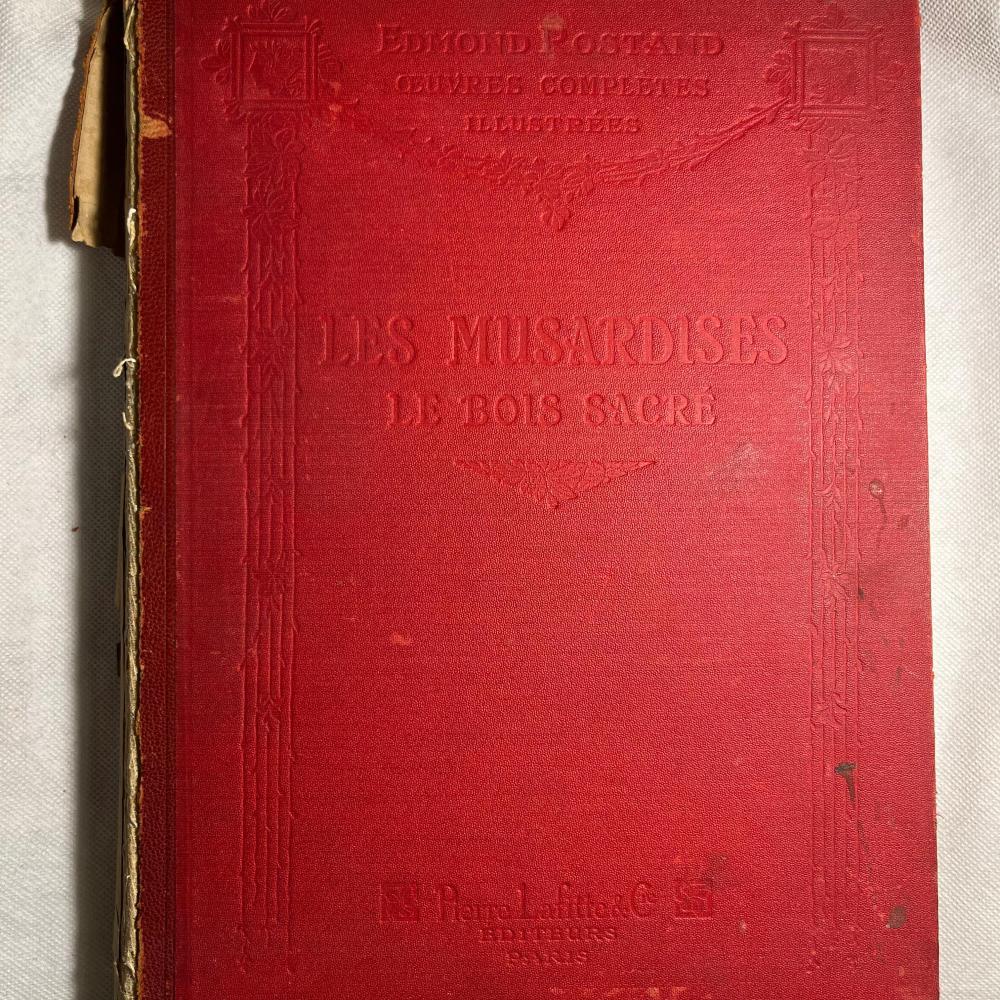 EDMOND ROSTAND
ŒUVRES COMPLÈTES
ILLUSTRÉES
LES MUSARDISES
LE BOIS SACRÉ
Pierre Lafitte & Cie
EDITEURS
PARIS